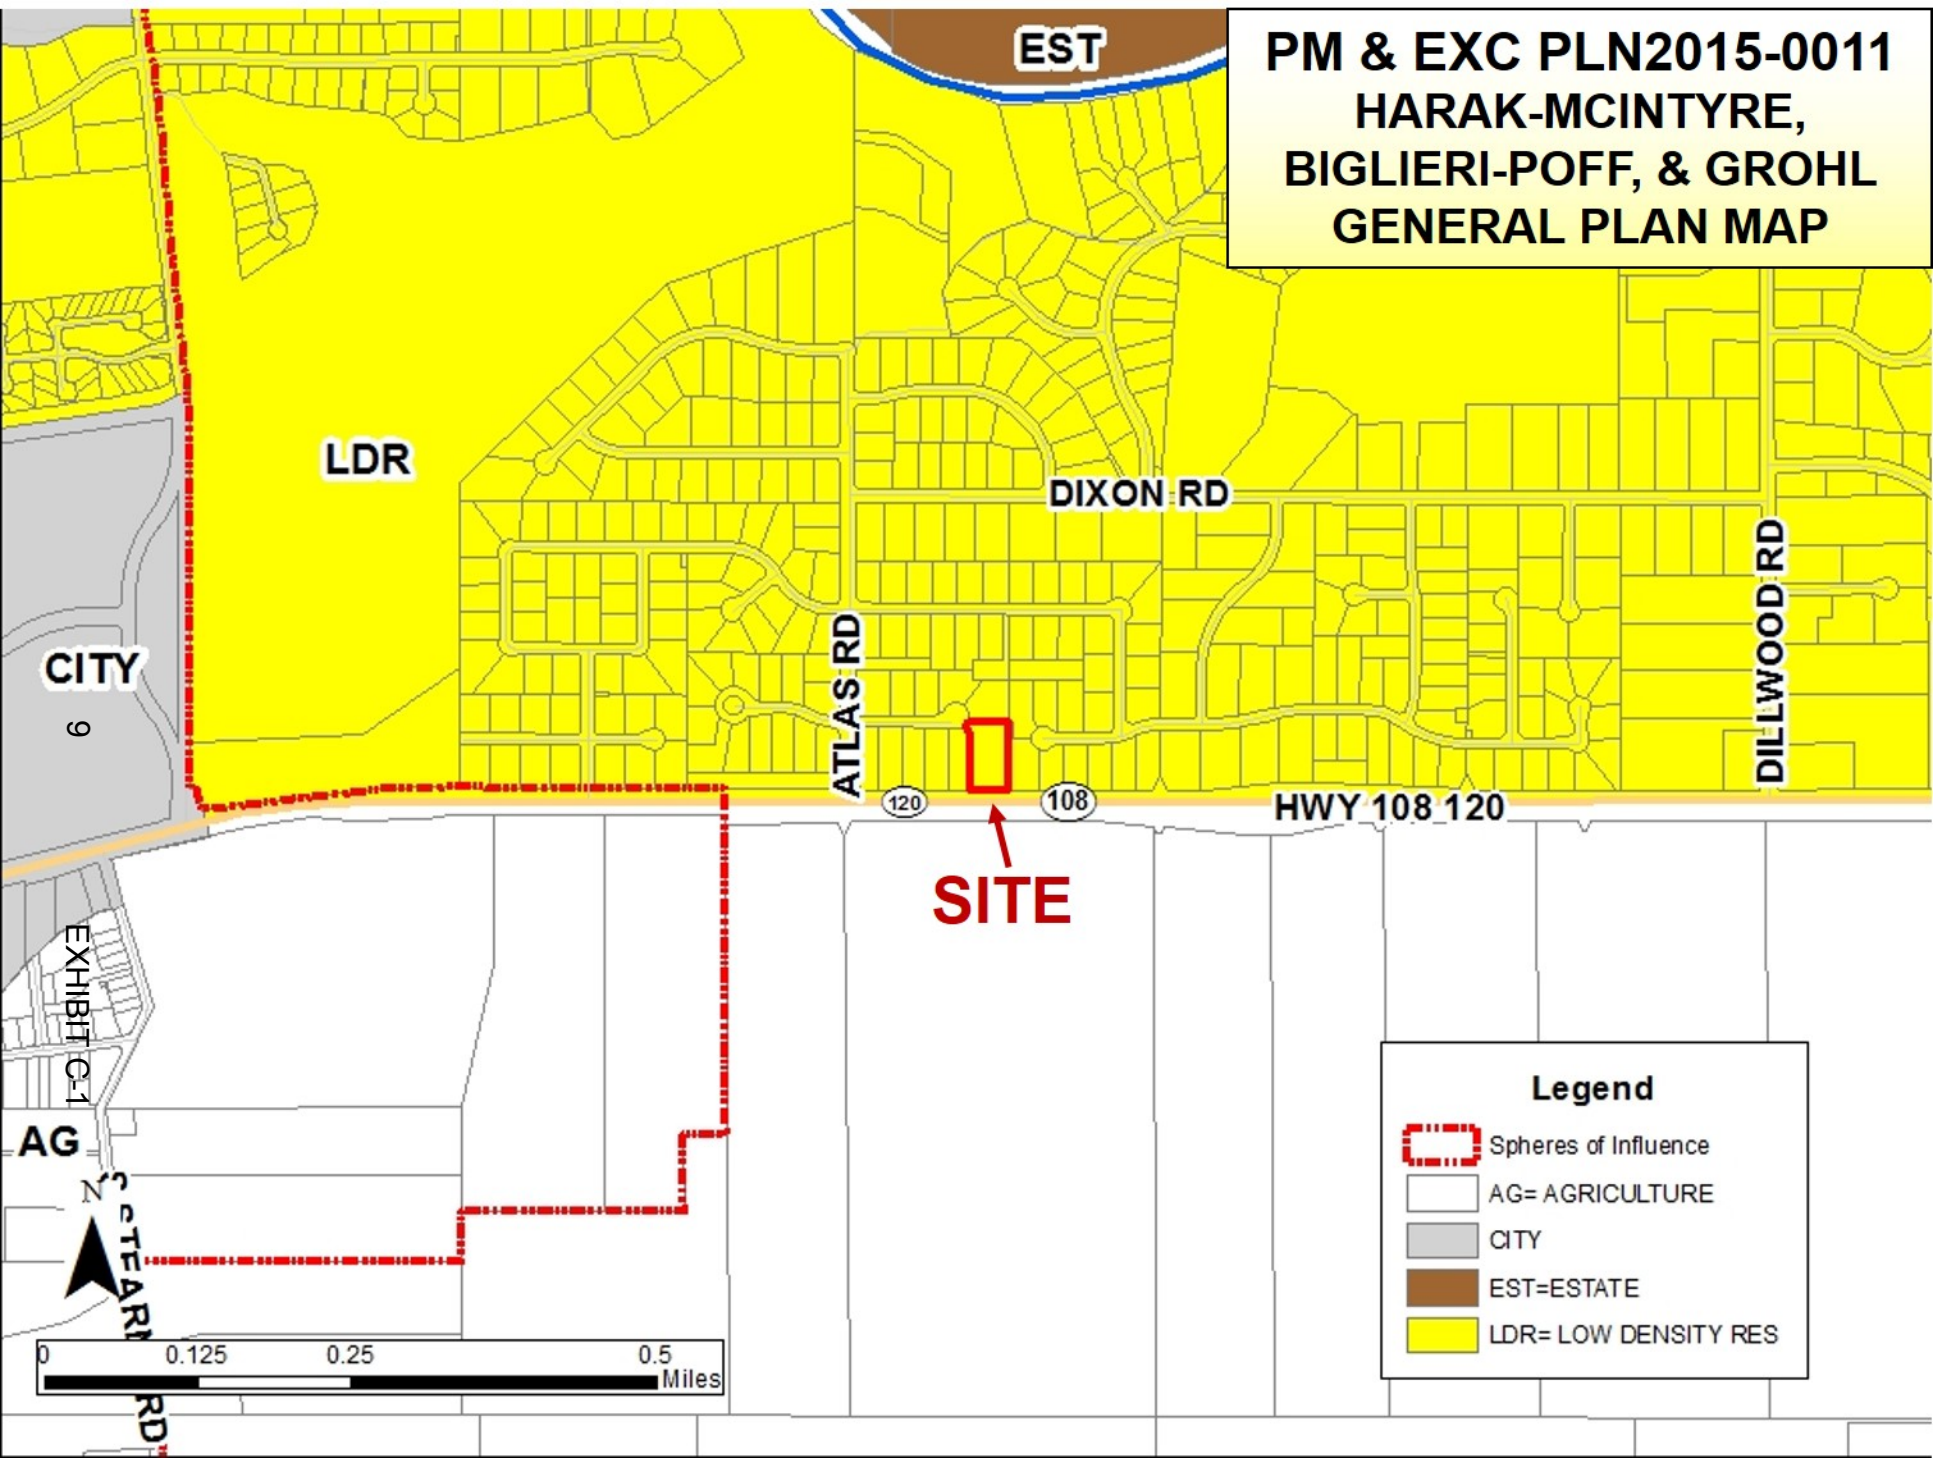 PM & EXC PLN2015-0011
HARAK-MCINTYRE,
BIGLIERI-POFF, & GROHL
GENERAL PLAN MAP
EST
LDR
DIXON RD
CITY
9
ATLAS RD
DILLWOOD RD
120
108
HWY 108 120
SITE
EXHIBIT C-1
AG
N
RD
Legend
Spheres of Influence
AG= AGRICULTURE
CITY
EST=ESTATE
LDR= LOW DENSITY RES
0 0.125 0.25 0.5
Miles